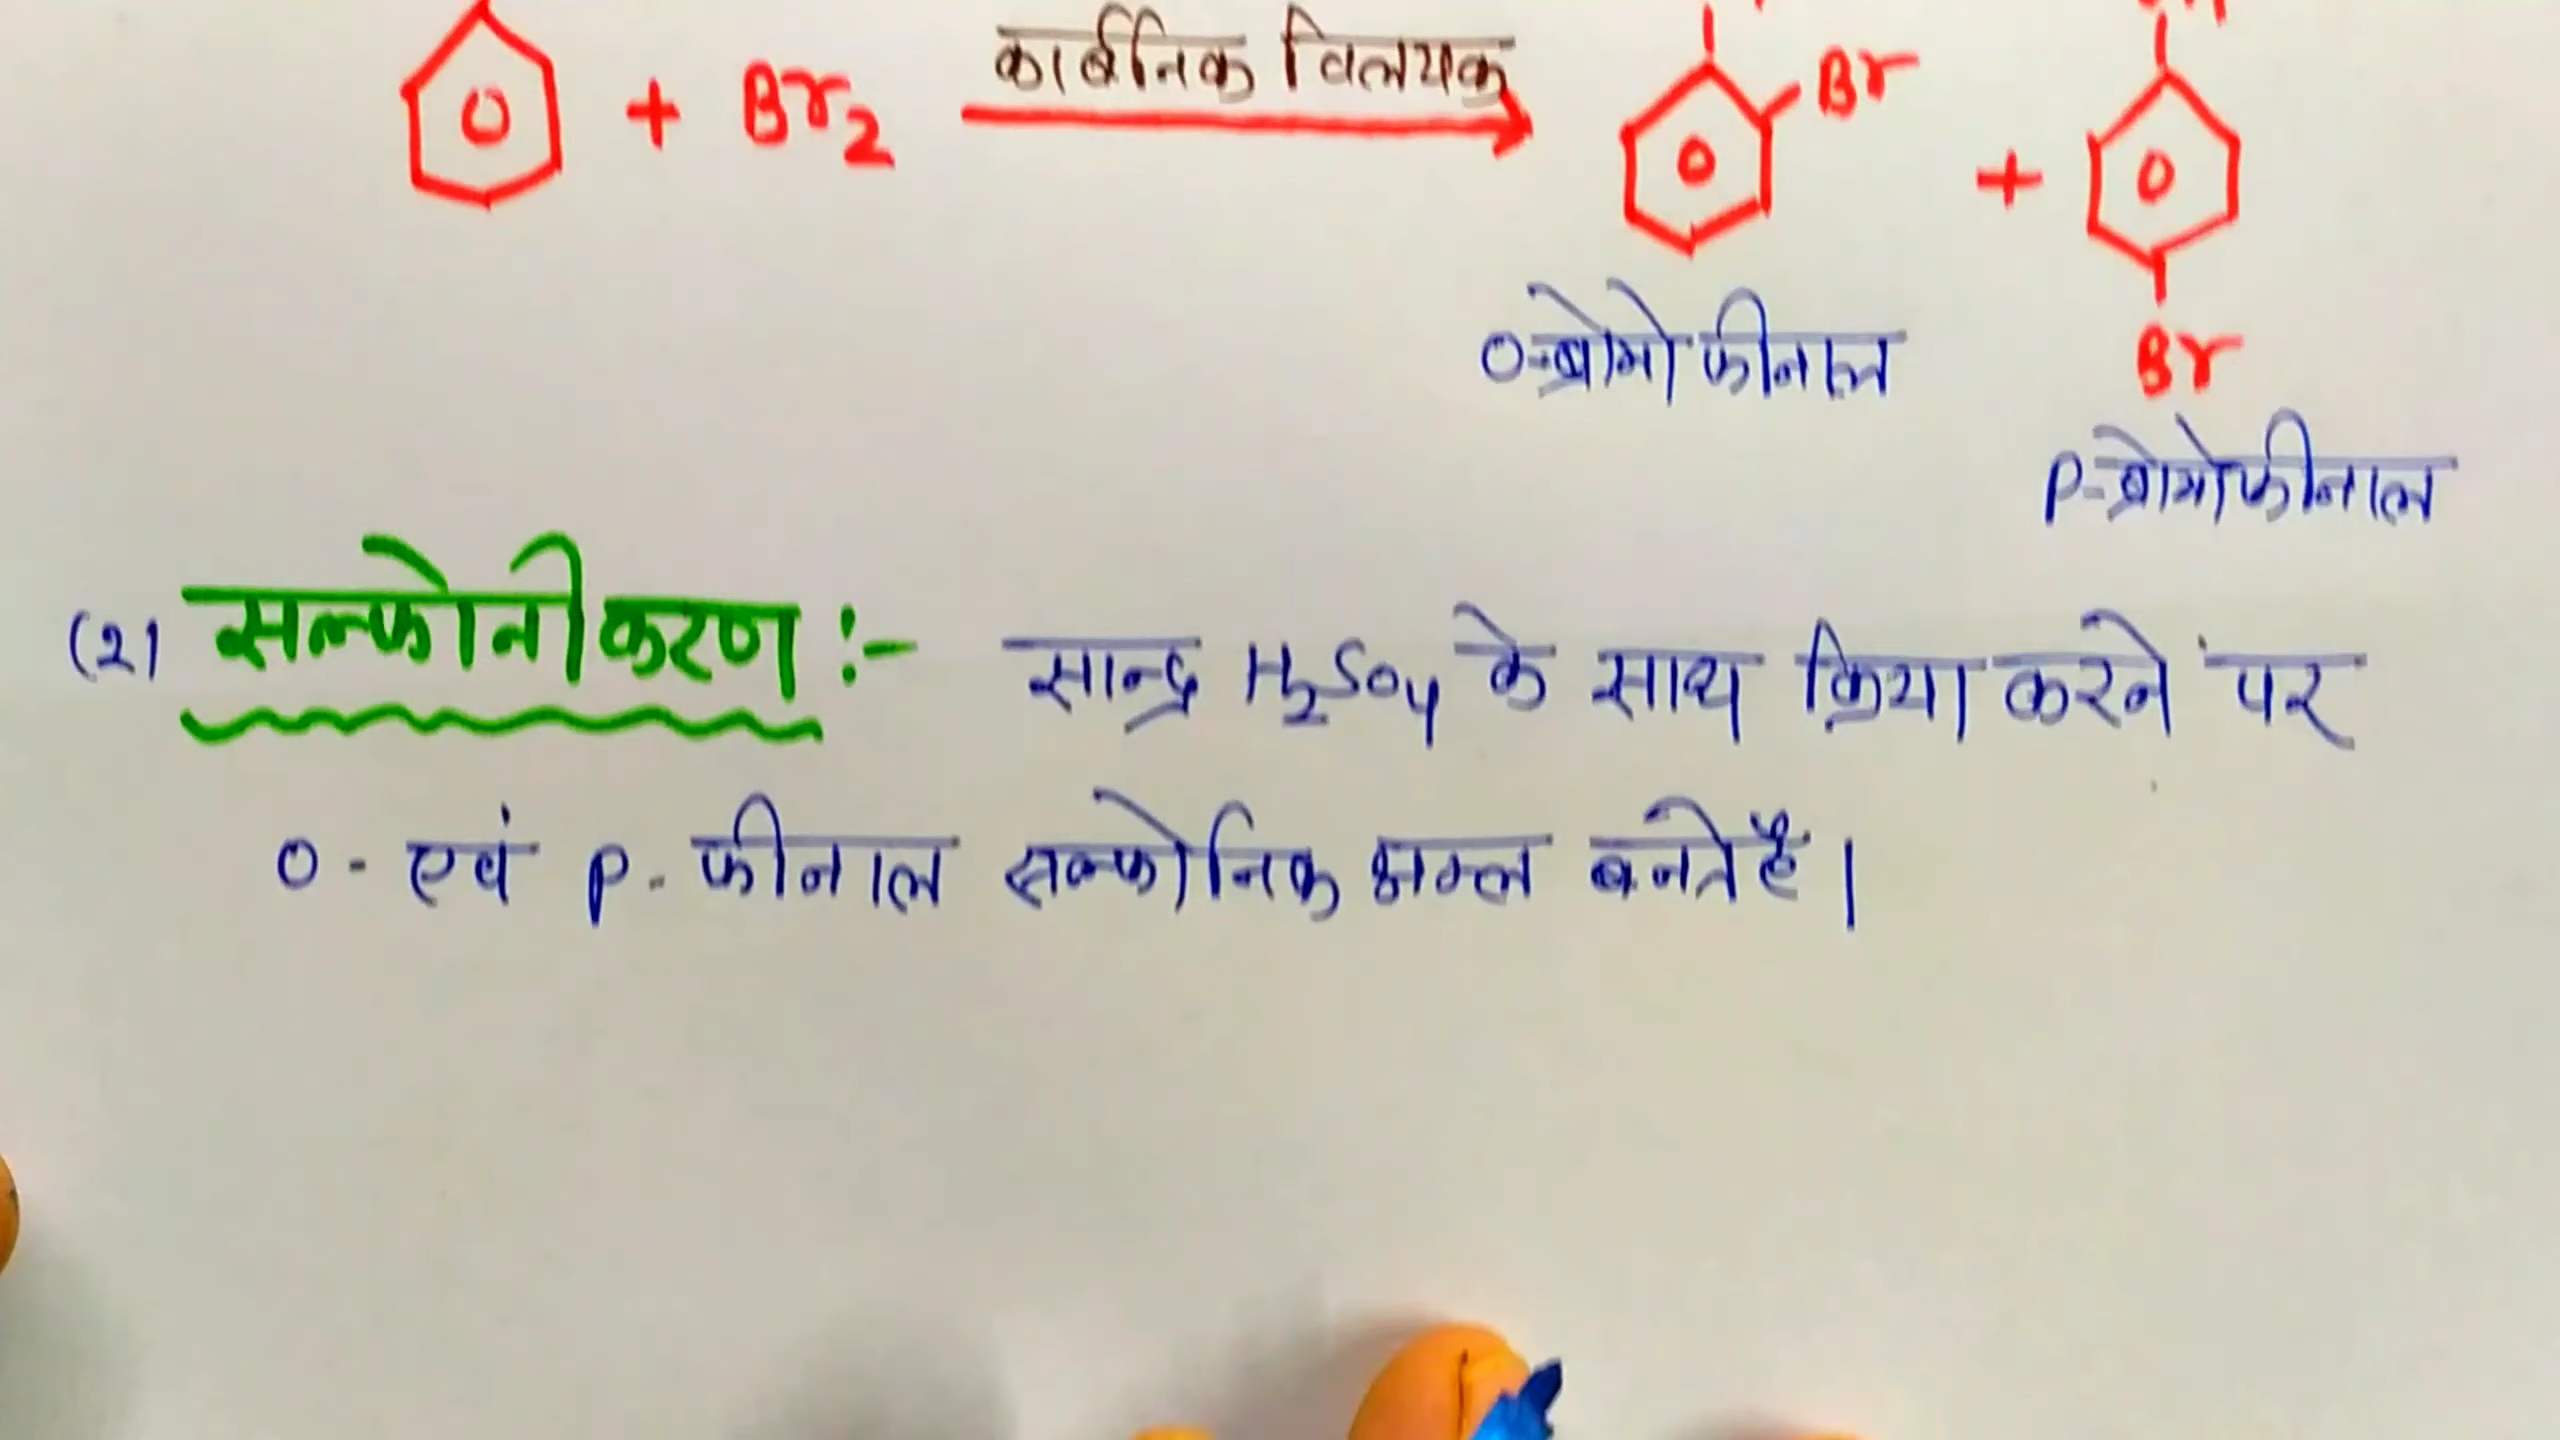 + Br₂ कार्बनिक विलयक Br +
O-ब्रोमो फीनाल
Br
P-ब्रोमोफीनाल
(2) सल्फोनीकरण :- सान्द्र H₂SO₄ के साथ क्रिया करने पर
O - एवं P - फीनाल सल्फोनिक अम्ल बनते है।